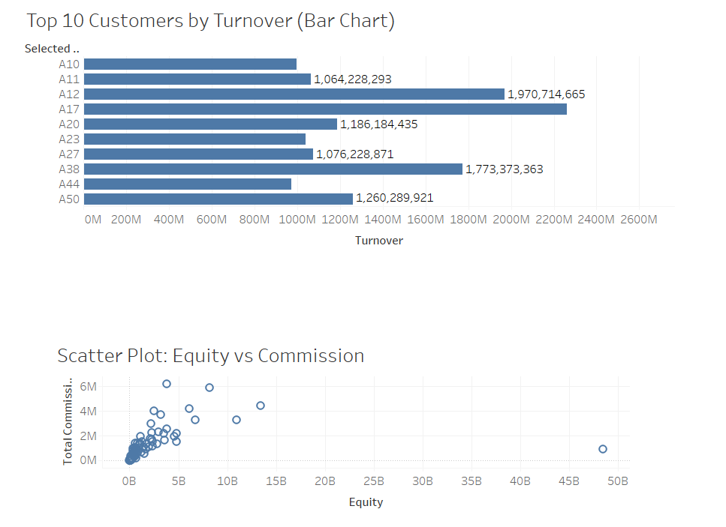 Top 10 Customers by Turnover (Bar Chart)
Selected ..
A10
A11 1,064,228,293
A12 1,970,714,665
A17
A20 1,186,184,435
A23
A27 1,076,228,871
A38 1,773,373,363
A44
A50 1,260,289,921
0M 200M 400M 600M 800M 1000M 1200M 1400M 1600M 1800M 2000M 2200M 2400M 2600M
Turnover
Scatter Plot: Equity vs Commission
Total Commissi..
6M
4M
2M
0M
0B 5B 10B 15B 20B 25B 30B 35B 40B 45B 50B
Equity